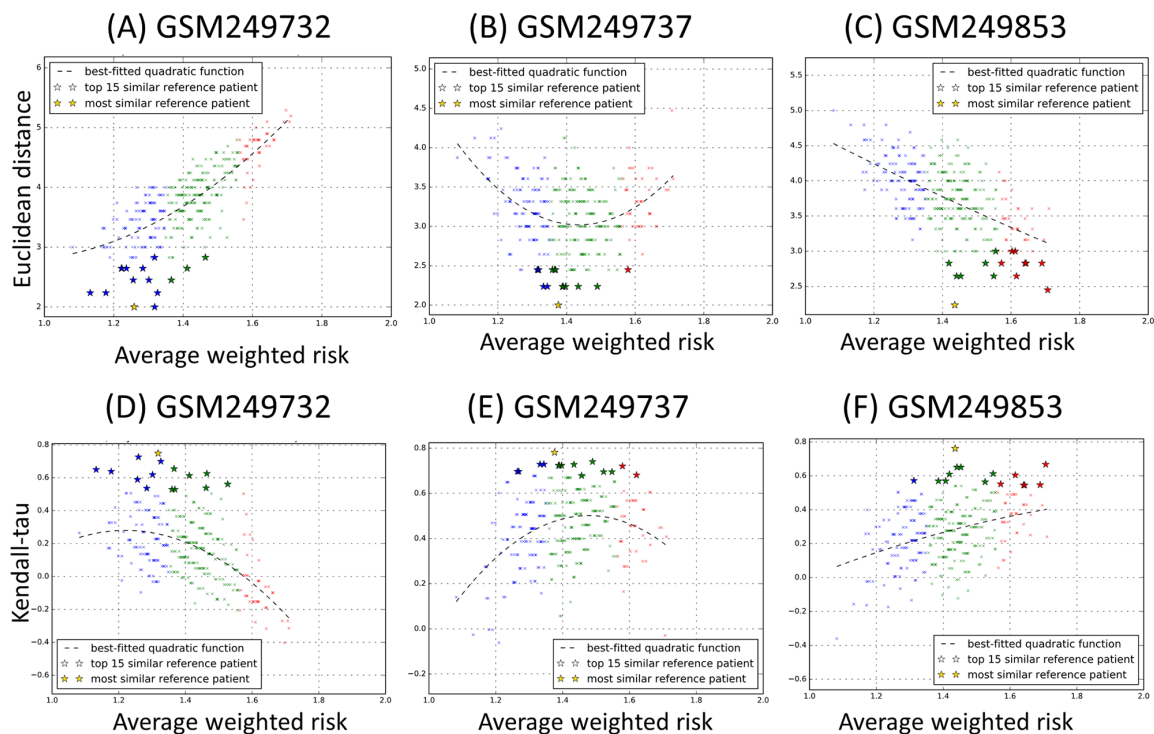 (A) GSM249732
(B) GSM249737
(C) GSM249853
Euclidean distance
6
5
4
3
2
1.0 1.2 1.4 1.6 1.8 2.0
best-fitted quadratic function
top 15 similar reference patient
most similar reference patient
Average weighted risk
5.0
4.5
4.0
3.5
3.0
2.5
2.0
1.0 1.2 1.4 1.6 1.8 2.0
best-fitted quadratic function
top 15 similar reference patient
most similar reference patient
Average weighted risk
5.5
5.0
4.5
4.0
3.5
3.0
2.5
1.0 1.2 1.4 1.6 1.8 2.0
best-fitted quadratic function
top 15 similar reference patient
most similar reference patient
Average weighted risk
(D) GSM249732
(E) GSM249737
(F) GSM249853
Kendall-tau
0.8
0.6
0.4
0.2
0.0
−0.2
−0.4
−0.6
1.0 1.2 1.4 1.6 1.8 2.0
best-fitted quadratic function
top 15 similar reference patient
most similar reference patient
Average weighted risk
0.8
0.6
0.4
0.2
0.0
−0.2
1.0 1.2 1.4 1.6 1.8 2.0
best-fitted quadratic function
top 15 similar reference patient
most similar reference patient
Average weighted risk
0.8
0.6
0.4
0.2
0.0
−0.2
−0.4
−0.6
1.0 1.2 1.4 1.6 1.8 2.0
best-fitted quadratic function
top 15 similar reference patient
most similar reference patient
Average weighted risk